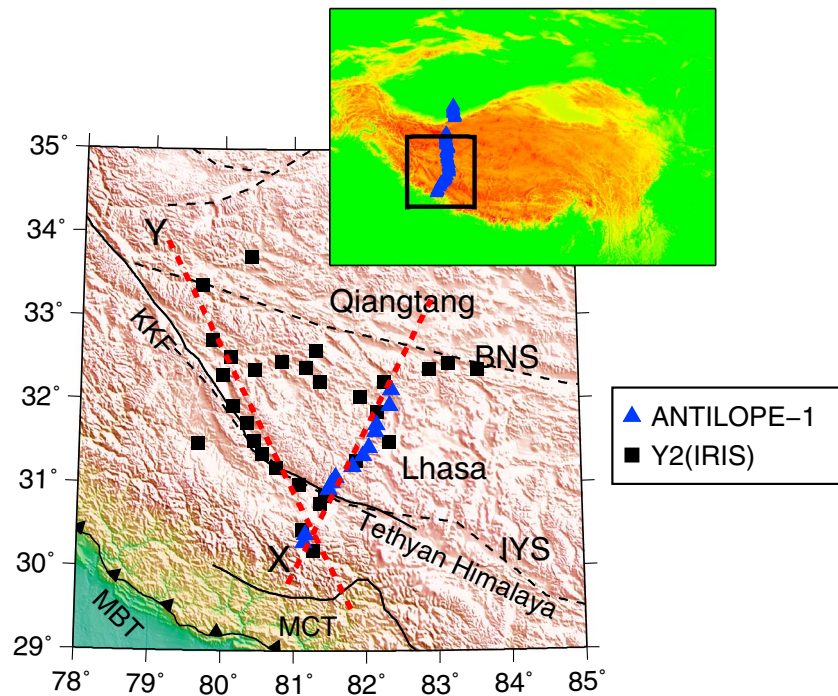 35°
34°
33°
32°
31°
30°
29°
78°
79°
80°
81°
82°
83°
84°
85°
Y
Qiangtang
KKF
BNS
Lhasa
IYS
Tethyan Himalaya
X
MBT
MCT
ANTILOPE−1
Y2(IRIS)